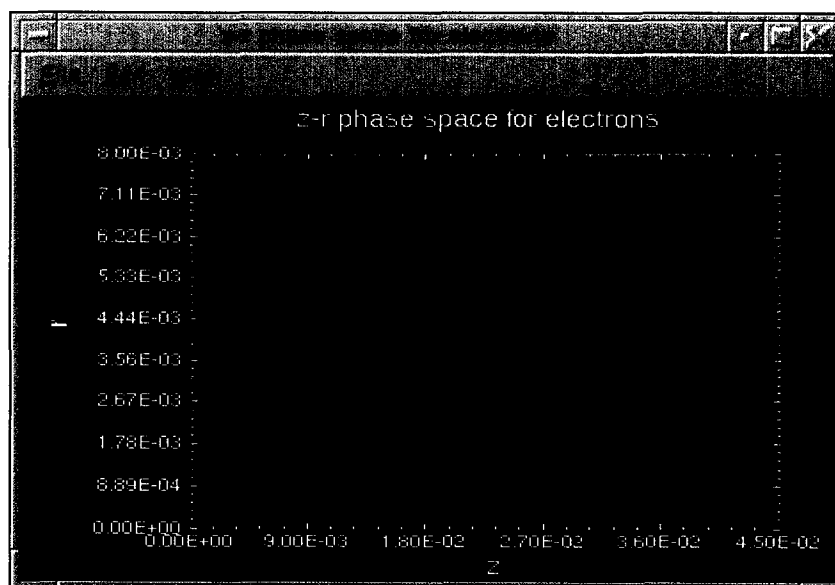 z-r phase space for electrons
8.00E-03
7.11E-03
6.22E-03
5.33E-03
4.44E-03
r
3.56E-03
2.67E-03
1.78E-03
8.89E-04
0.00E+00
0.00E+00 9.00E-03 1.80E-02 2.70E-02 3.60E-02 4.50E-02
Z